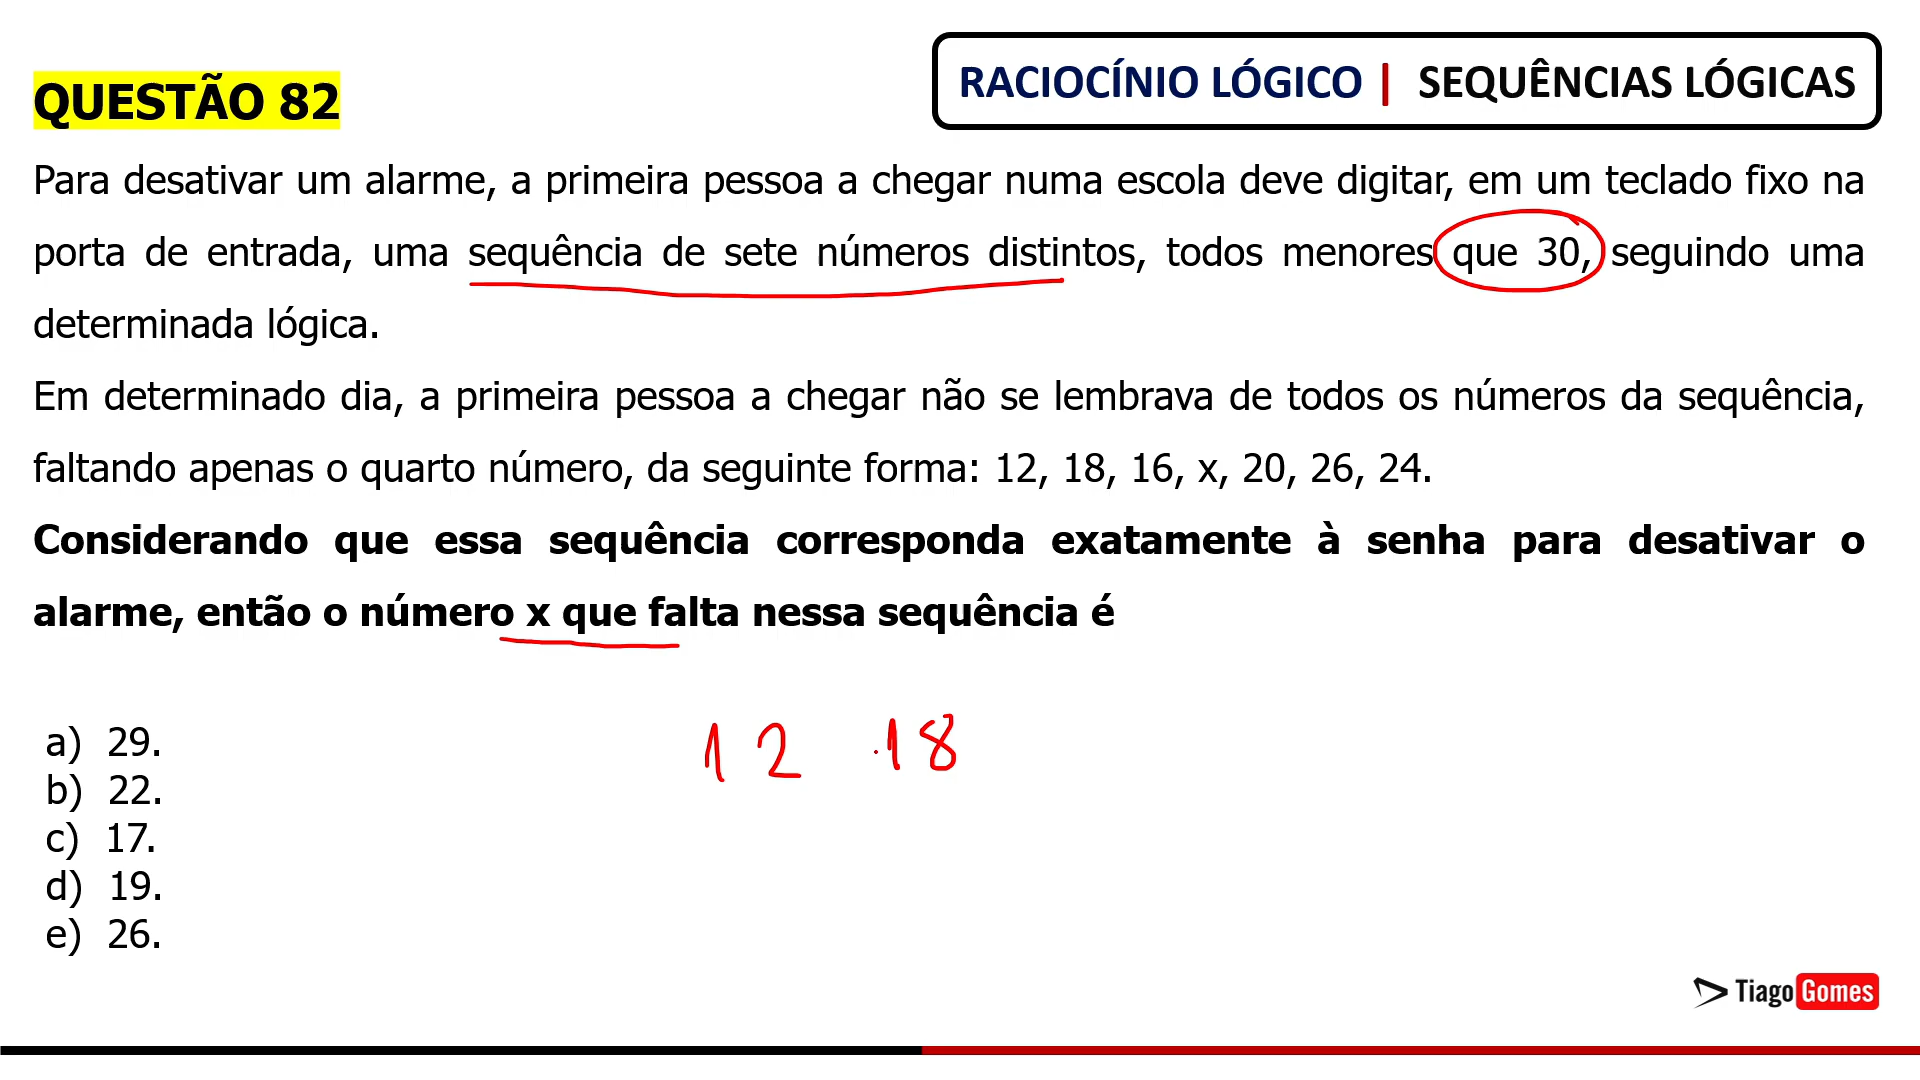 QUESTÃO 82
RACIOCÍNIO LÓGICO | SEQUÊNCIAS LÓGICAS
Para desativar um alarme, a primeira pessoa a chegar numa escola deve digitar, em um teclado fixo na
porta de entrada, uma sequência de sete números distintos, todos menores que 30, seguindo uma
determinada lógica.
Em determinado dia, a primeira pessoa a chegar não se lembrava de todos os números da sequência,
faltando apenas o quarto número, da seguinte forma: 12, 18, 16, x, 20, 26, 24.
Considerando que essa sequência corresponda exatamente à senha para desativar o
alarme, então o número x que falta nessa sequência é
a) 29.
b) 22.
c) 17.
d) 19.
e) 26.
12 18
Tiago Gomes